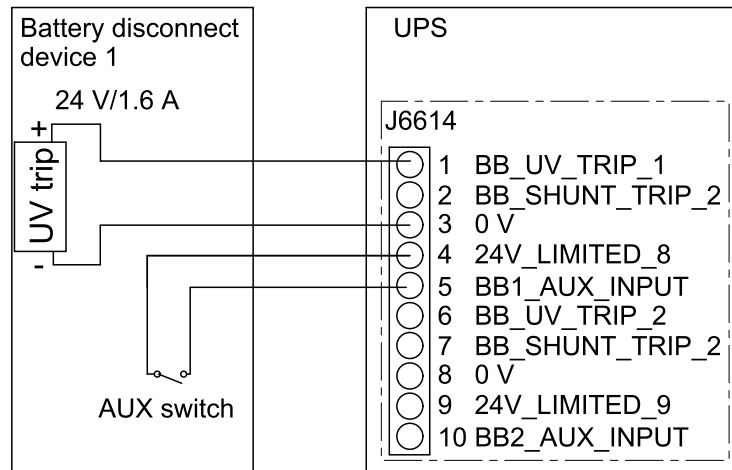 Battery disconnect
device 1
24 V/1.6 A
+
UV trip
-
AUX switch
UPS
J6614
1 BB_UV_TRIP_1
2 BB_SHUNT_TRIP_2
3 0 V
4 24V_LIMITED_8
5 BB1_AUX_INPUT
6 BB_UV_TRIP_2
7 BB_SHUNT_TRIP_2
8 0 V
9 24V_LIMITED_9
10 BB2_AUX_INPUT